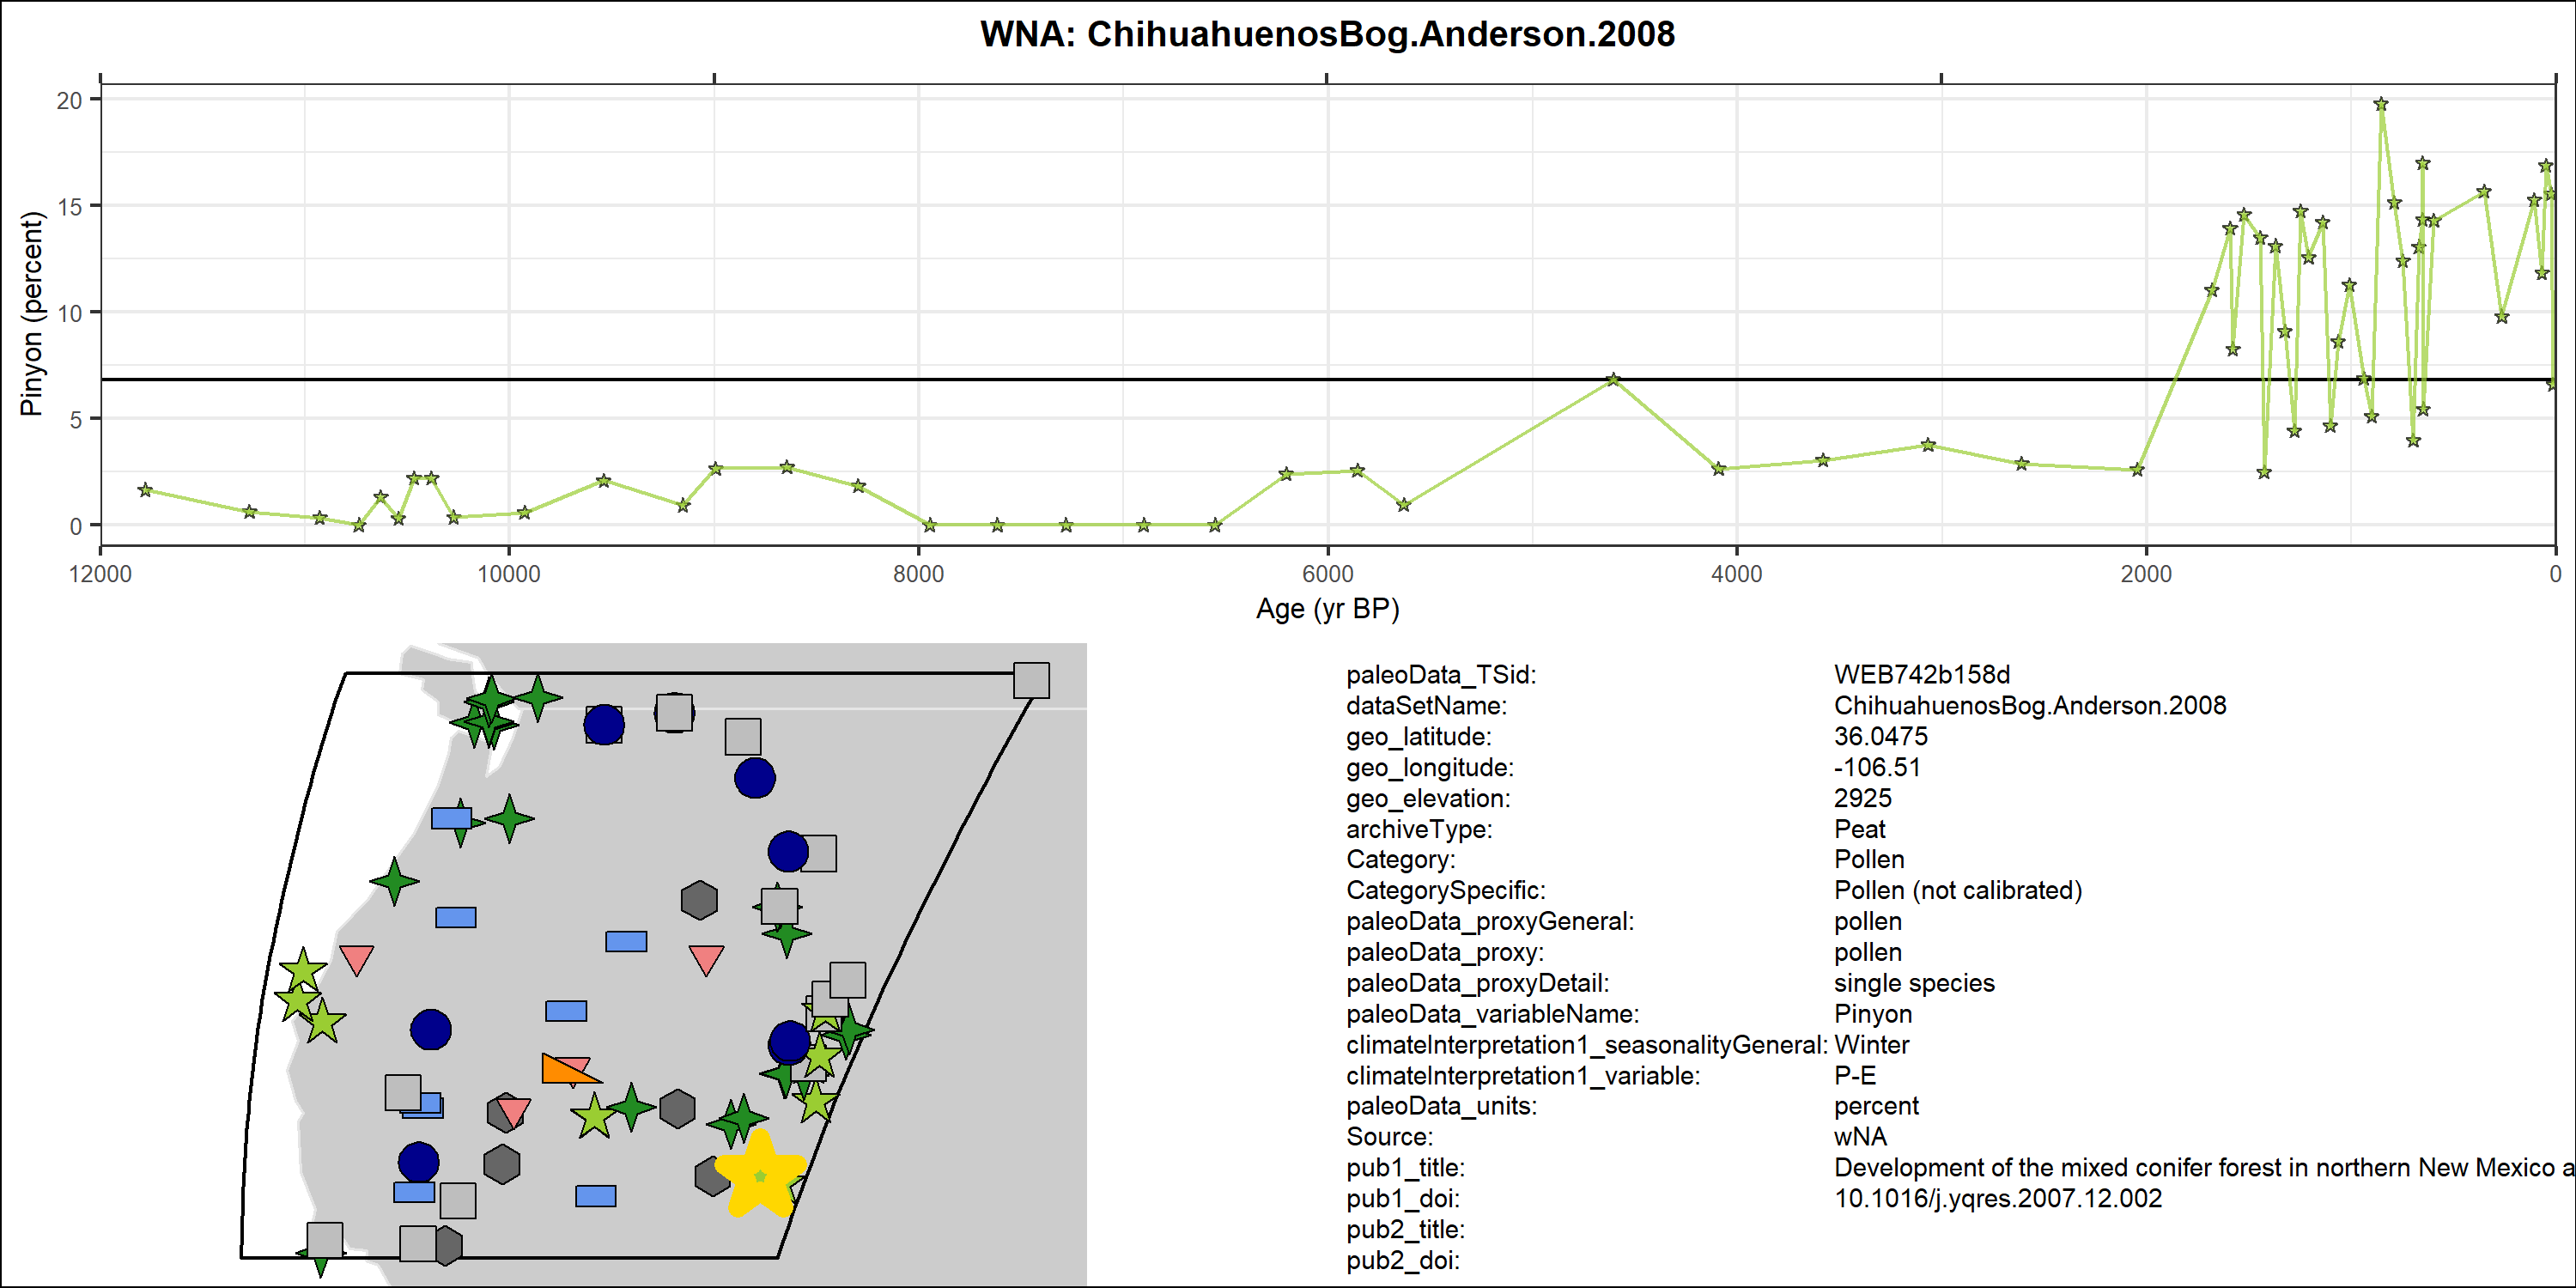 WNA: ChihuahuenosBog.Anderson.2008
20
15
10
5
0
Pinyon (percent)
12000 10000 8000 6000 4000 2000 0
Age (yr BP)
paleoData_TSid: WEB742b158d
dataSetName: ChihuahuenosBog.Anderson.2008
geo_latitude: 36.0475
geo_longitude: -106.51
geo_elevation: 2925
archiveType: Peat
Category: Pollen
CategorySpecific: Pollen (not calibrated)
paleoData_proxyGeneral: pollen
paleoData_proxy: pollen
paleoData_proxyDetail: single species
paleoData_variableName: Pinyon
climateInterpretation1_seasonalityGeneral: Winter
climateInterpretation1_variable: P-E
paleoData_units: percent
Source: wNA
pub1_title: Development of the mixed conifer forest in northern New Mexico a
pub1_doi: 10.1016/j.yqres.2007.12.002
pub2_title:
pub2_doi: